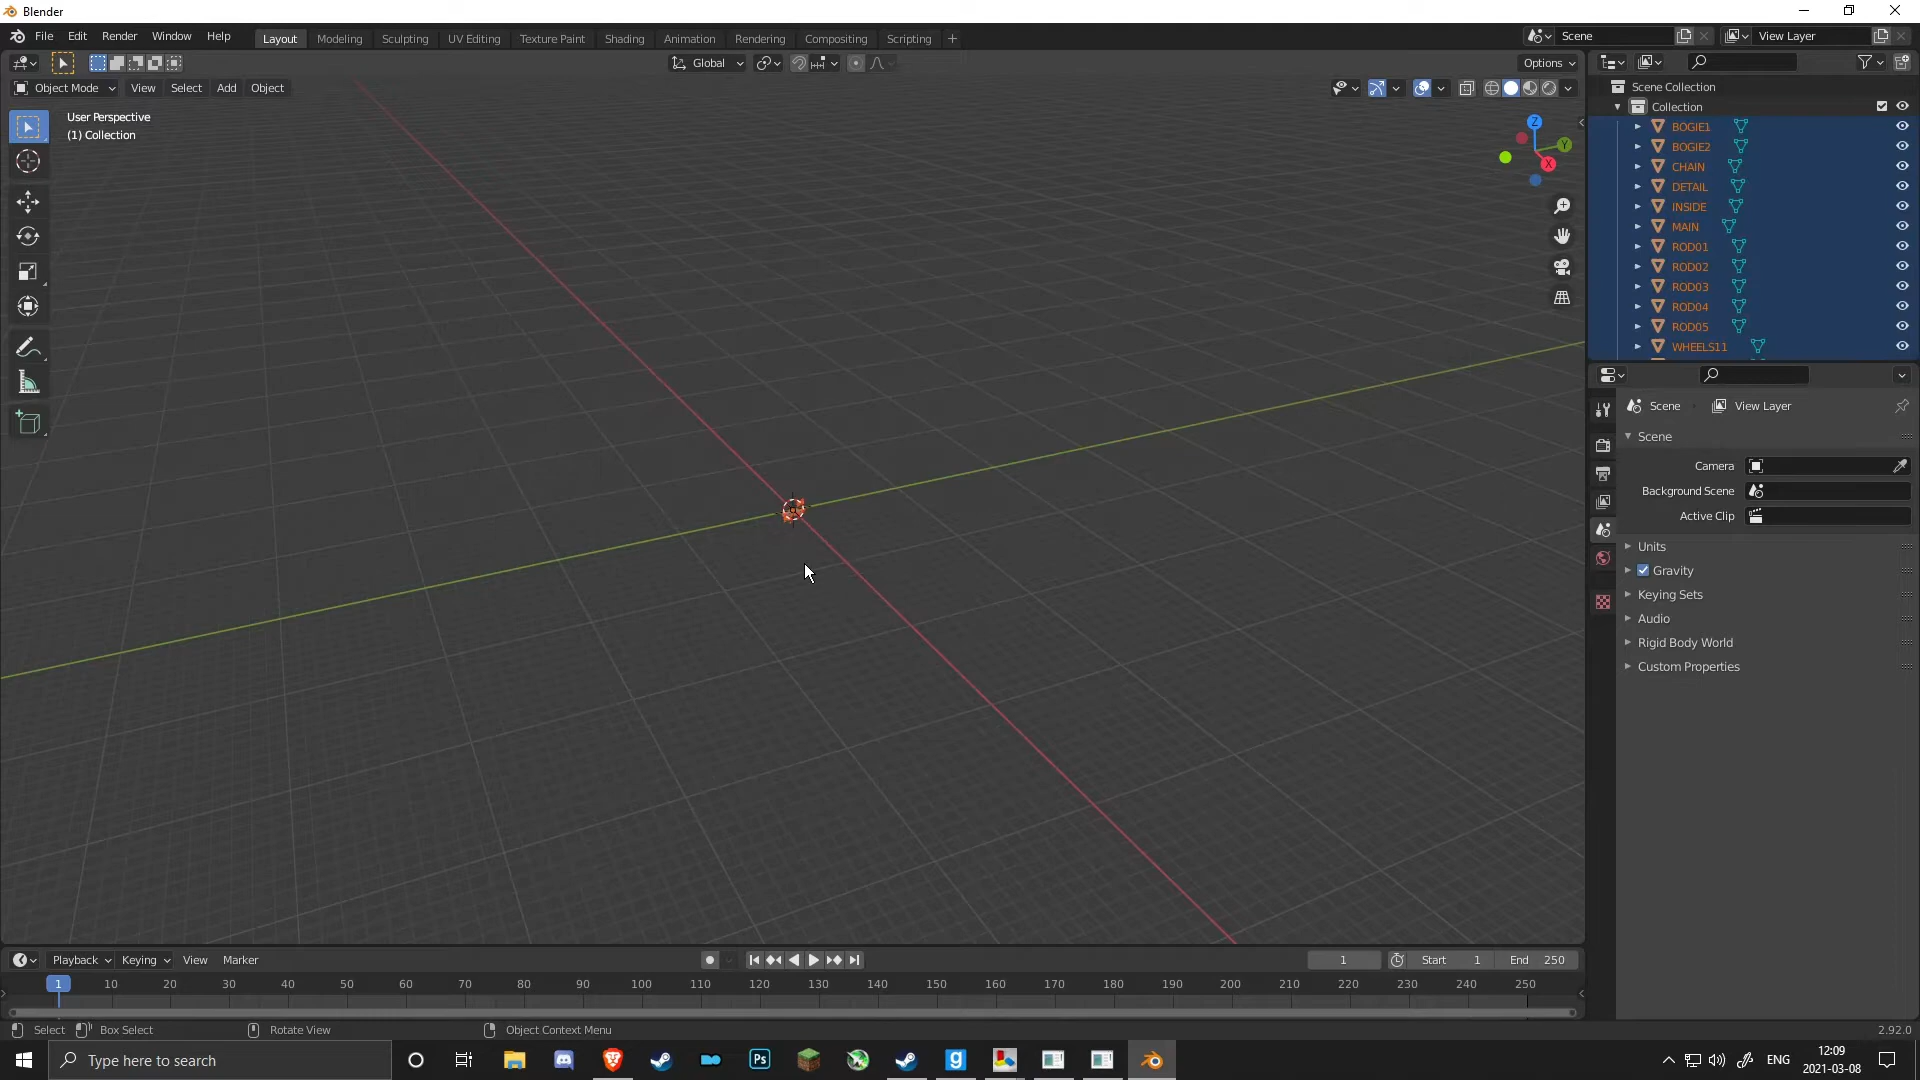 Blender
File Edit Render Window Help
Layout Modeling Sculpting UV Editing Texture Paint Shading Animation Rendering Compositing Scripting +
Scene
View Layer
Global
Options
Object Mode View Select Add Object
User Perspective
(1) Collection
Z
Y
X
Scene Collection
Collection
BOGIE1
BOGIE2
CHAIN
DETAIL
INSIDE
MAIN
ROD01
ROD02
ROD03
ROD04
ROD05
WHEELS11
Scene View Layer
Scene
Camera
Background Scene
Active Clip
Units
Gravity
Keying Sets
Audio
Rigid Body World
Custom Properties
Playback Keying View Marker
1
Start 1
End 250
1 10 20 30 40 50 60 70 80 90 100 110 120 130 140 150 160 170 180 190 200 210 220 230 240 250
Select Box Select Rotate View Object Context Menu
2.92.0
Type here to search
Ps
g
ENG
12:09
2021-03-08